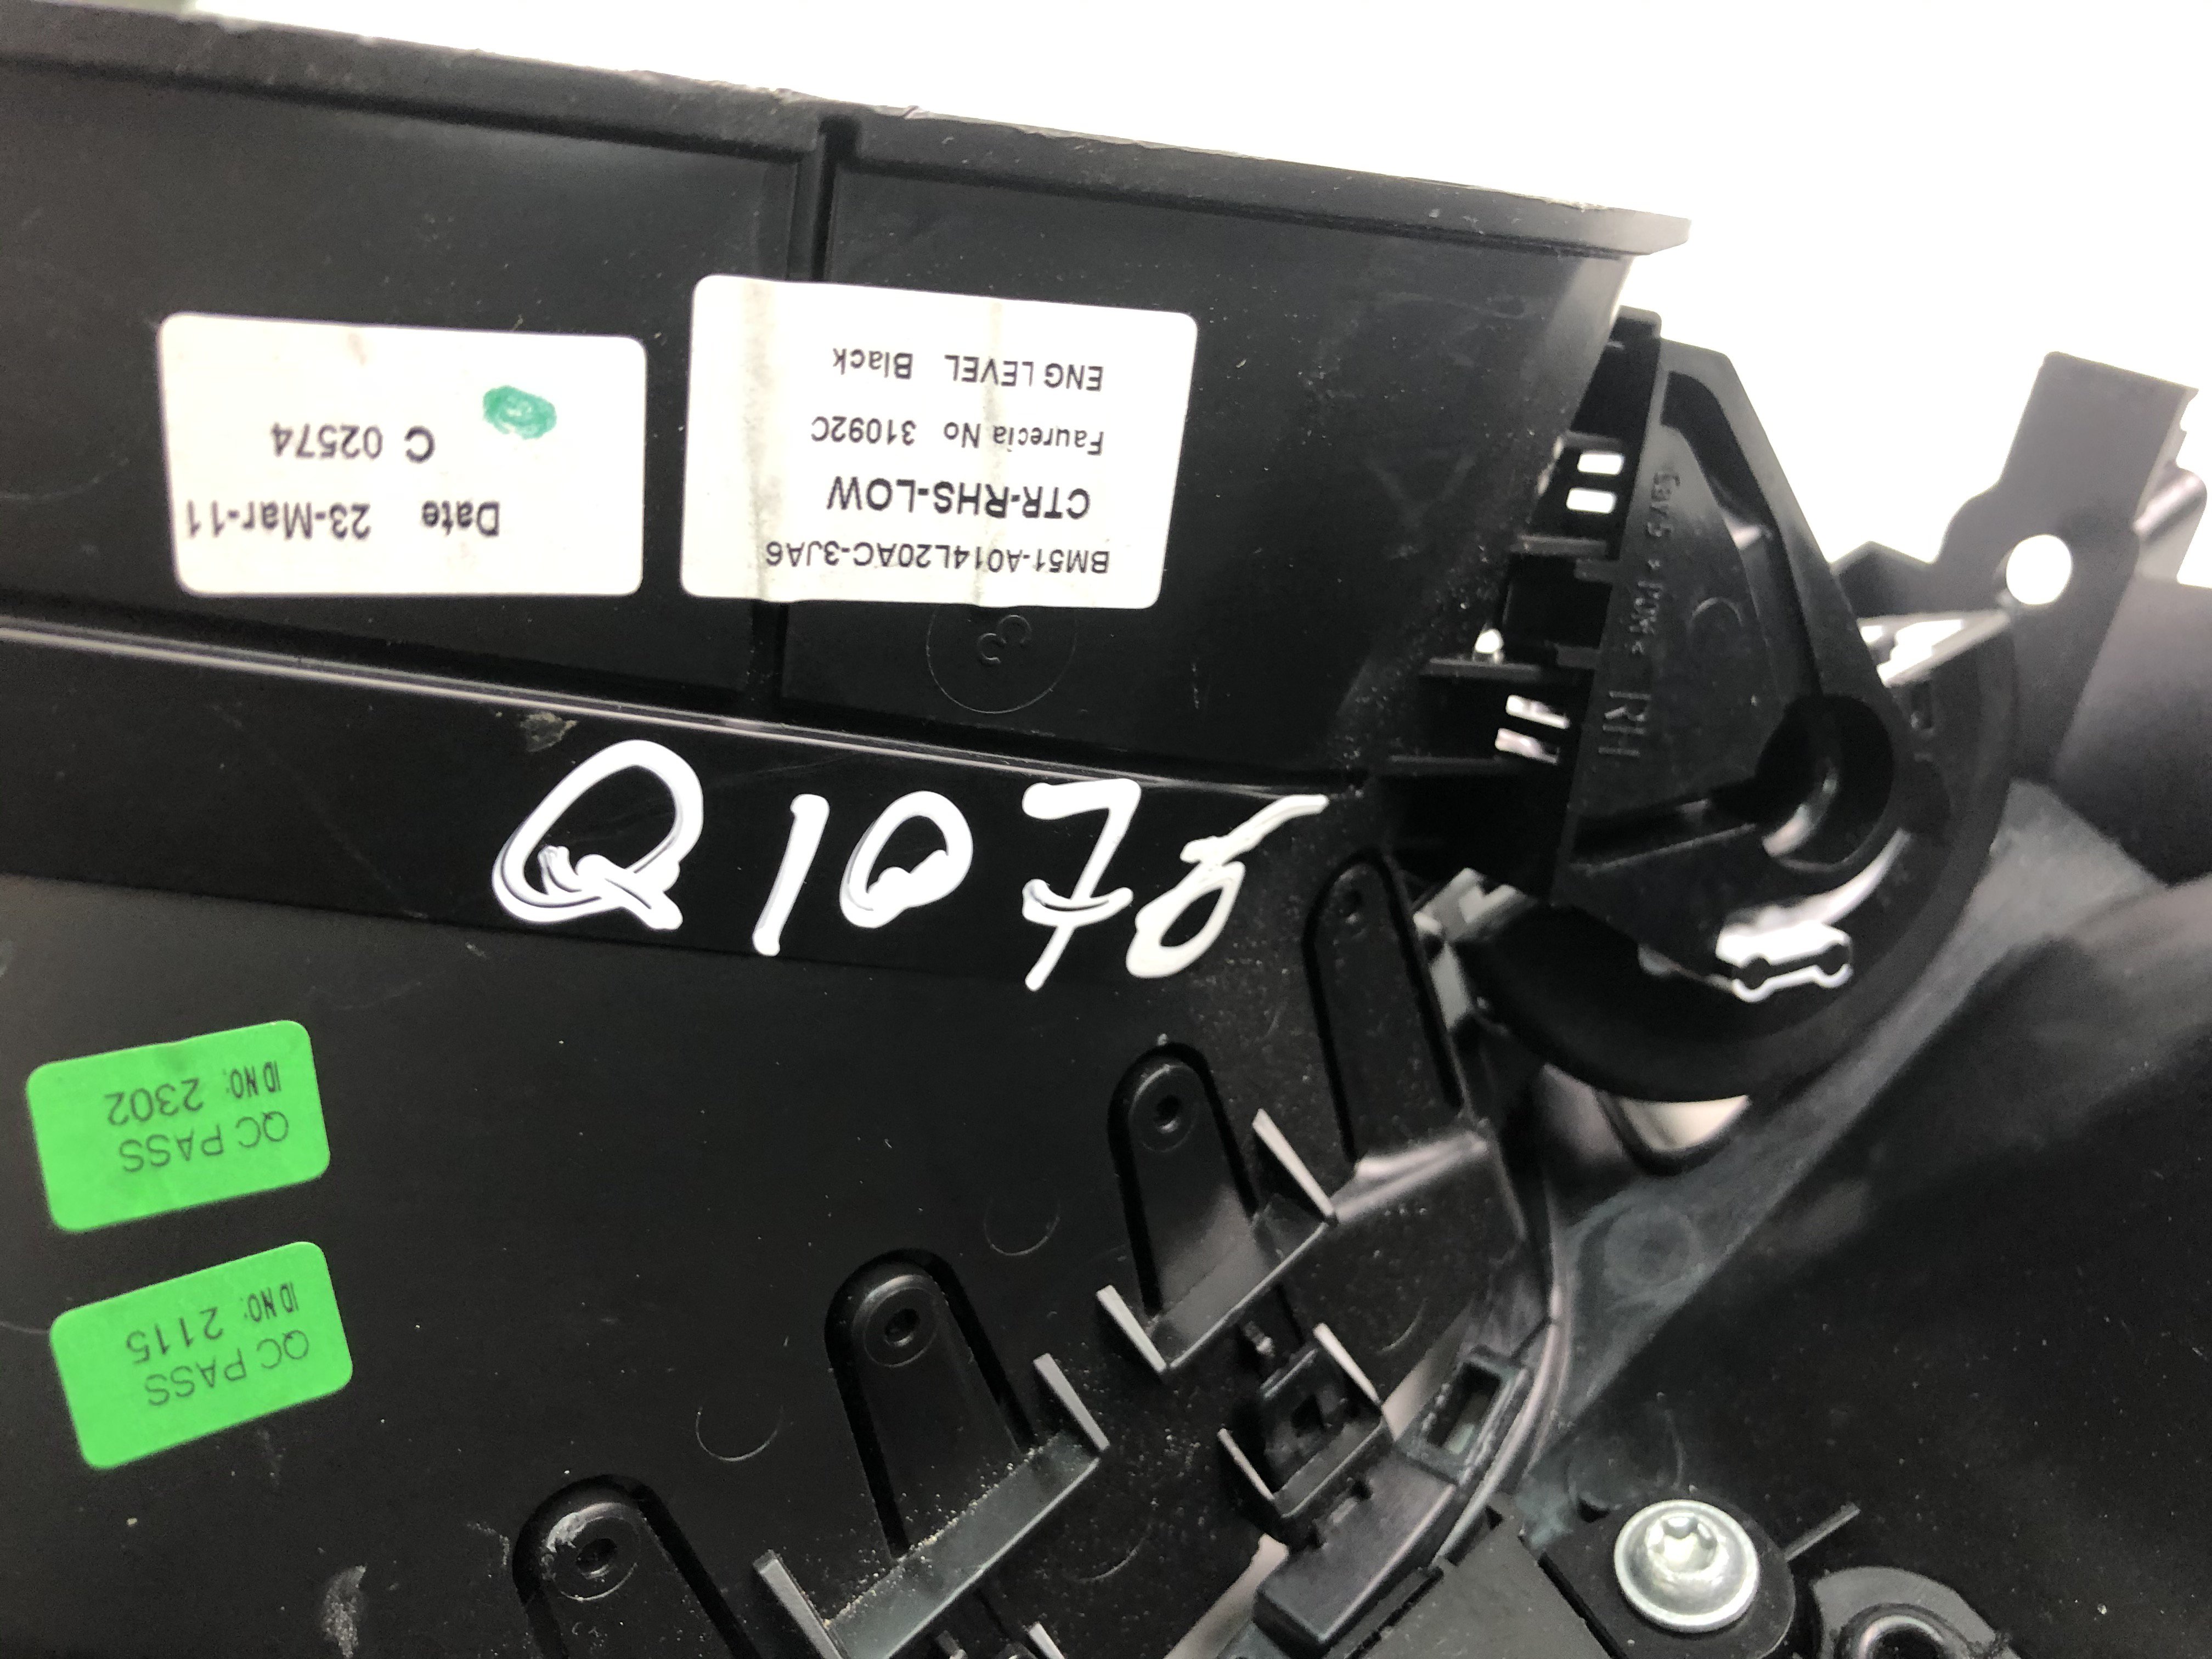 BM51-A014L20AC-3JA6
CTR-RHS-LOW
Faurecia No 31092C
ENG LEVEL Black
Date 23-Mar-11
C 02574
Q1078
QC PASS
ID NO: 2302
QC PASS
ID NO: 2115
RH